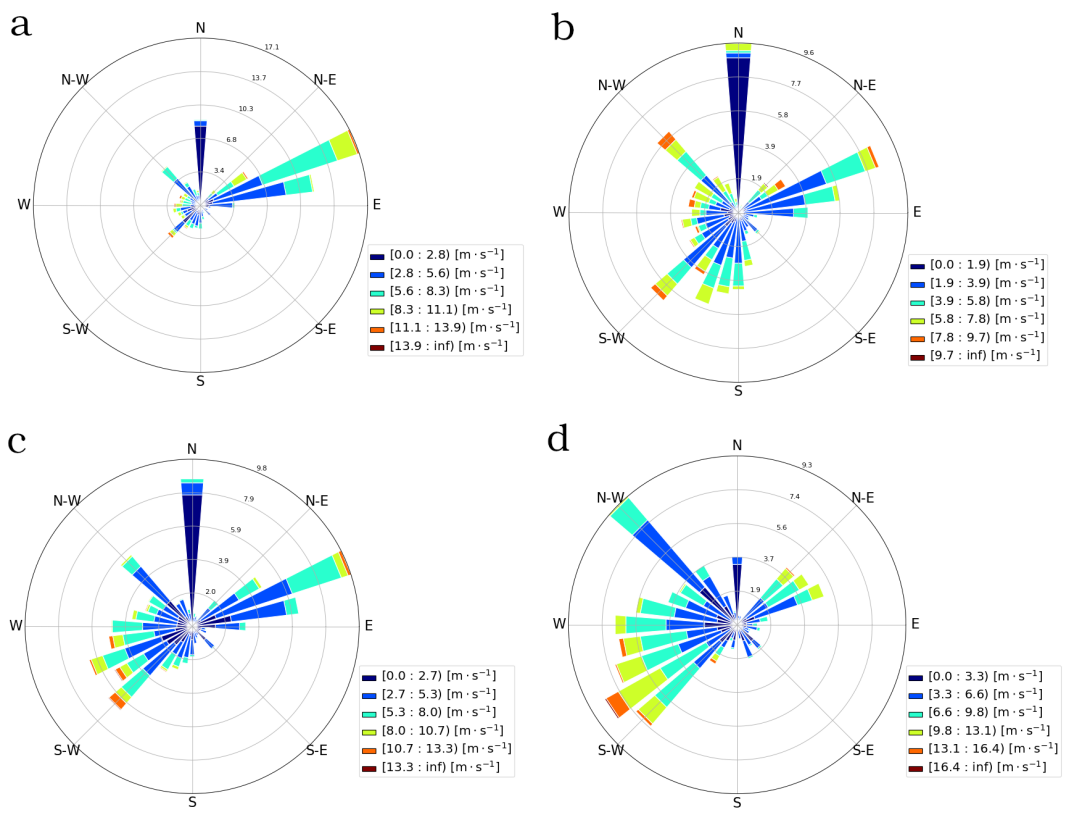 a
N
N-E
E
S-E
S
S-W
W
N-W
3.4
6.8
10.3
13.7
17.1
[0.0 : 2.8) [m·s⁻¹]
[2.8 : 5.6) [m·s⁻¹]
[5.6 : 8.3) [m·s⁻¹]
[8.3 : 11.1) [m·s⁻¹]
[11.1 : 13.9) [m·s⁻¹]
[13.9 : inf) [m·s⁻¹]
b
N
N-E
E
S-E
S
S-W
W
N-W
1.9
3.9
5.8
7.7
9.6
[0.0 : 1.9) [m·s⁻¹]
[1.9 : 3.9) [m·s⁻¹]
[3.9 : 5.8) [m·s⁻¹]
[5.8 : 7.8) [m·s⁻¹]
[7.8 : 9.7) [m·s⁻¹]
[9.7 : inf) [m·s⁻¹]
c
N
N-E
E
S-E
S
S-W
W
N-W
2.0
3.9
5.9
7.9
9.8
[0.0 : 2.7) [m·s⁻¹]
[2.7 : 5.3) [m·s⁻¹]
[5.3 : 8.0) [m·s⁻¹]
[8.0 : 10.7) [m·s⁻¹]
[10.7 : 13.3) [m·s⁻¹]
[13.3 : inf) [m·s⁻¹]
d
N
N-E
E
S-E
S
S-W
W
N-W
1.9
3.7
5.6
7.4
9.3
[0.0 : 3.3) [m·s⁻¹]
[3.3 : 6.6) [m·s⁻¹]
[6.6 : 9.8) [m·s⁻¹]
[9.8 : 13.1) [m·s⁻¹]
[13.1 : 16.4) [m·s⁻¹]
[16.4 : inf) [m·s⁻¹]